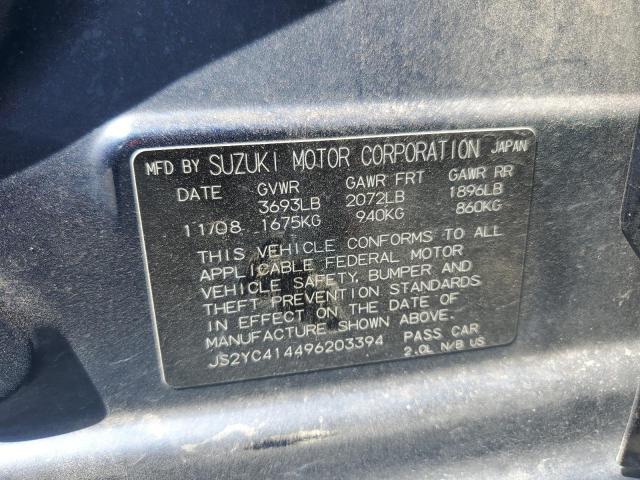 MFD BY SUZUKI MOTOR CORPORATION JAPAN
DATE GVWR GAWR FRT GAWR RR
3693LB 2072LB 1896LB
11/08 1675KG 940KG 860KG
THIS VEHICLE CONFORMS TO ALL
APPLICABLE FEDERAL MOTOR
VEHICLE SAFETY, BUMPER AND
THEFT PREVENTION STANDARDS
IN EFFECT ON THE DATE OF
MANUFACTURE SHOWN ABOVE.
JS2YC414496203394 PASS CAR
2.0L N/B US